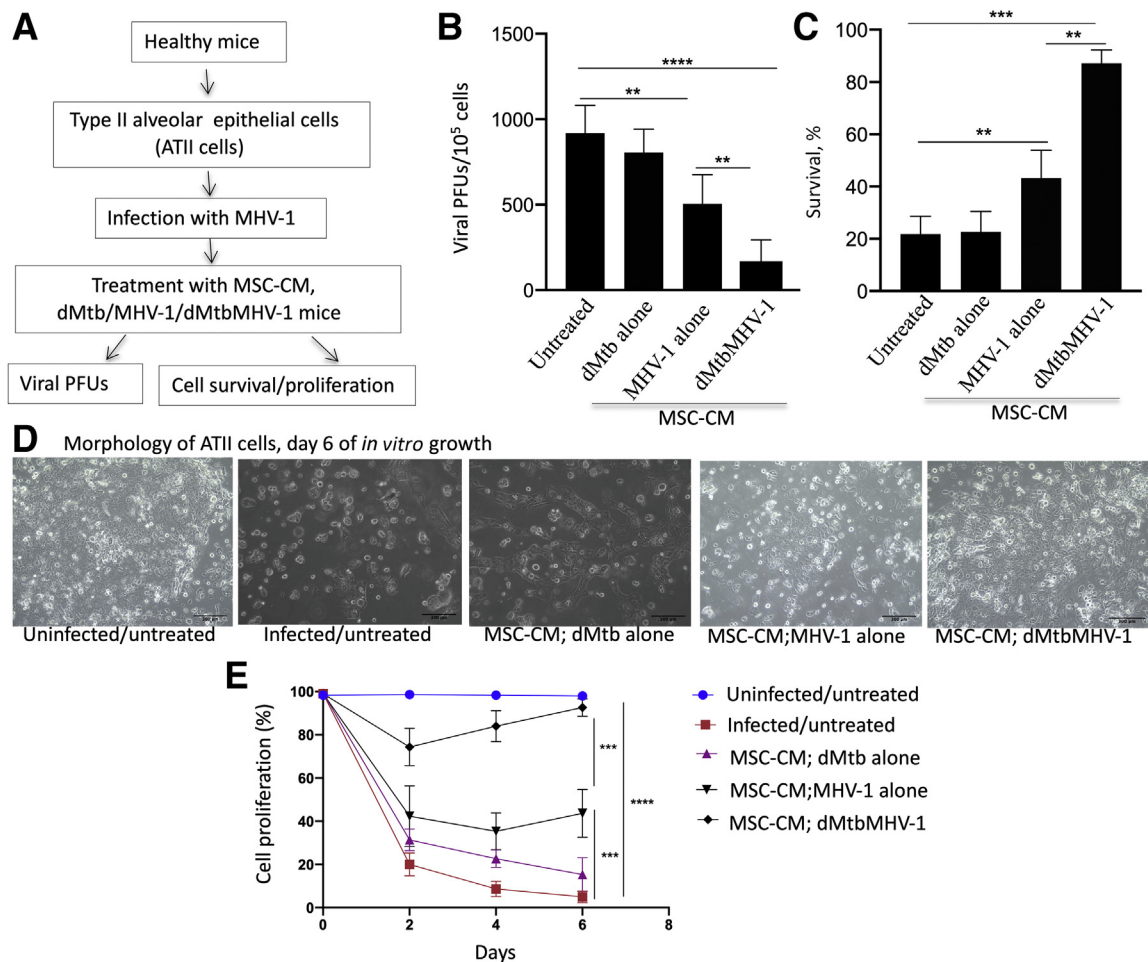 A
Healthy mice
Type II alveolar epithelial cells
(ATII cells)
Infection with MHV-1
Treatment with MSC-CM,
dMtb/MHV-1/dMtbMHV-1 mice
Viral PFUs
Cell survival/proliferation
B
Viral PFUs/10⁵ cells
1500
1000
500
0
****
**
**
Untreated
dMtb alone
MHV-1 alone
dMtbMHV-1
MSC-CM
C
Survival, %
100
80
60
40
20
0
***
**
**
Untreated
dMtb alone
MHV-1 alone
dMtbMHV-1
MSC-CM
D
Morphology of ATII cells, day 6 of in vitro growth
Uninfected/untreated
Infected/untreated
MSC-CM; dMtb alone
MSC-CM;MHV-1 alone
MSC-CM; dMtbMHV-1
E
Cell proliferation (%)
100
80
60
40
20
0
0
2
4
6
8
Days
***
***
****
Uninfected/untreated
Infected/untreated
MSC-CM; dMtb alone
MSC-CM;MHV-1 alone
MSC-CM; dMtbMHV-1